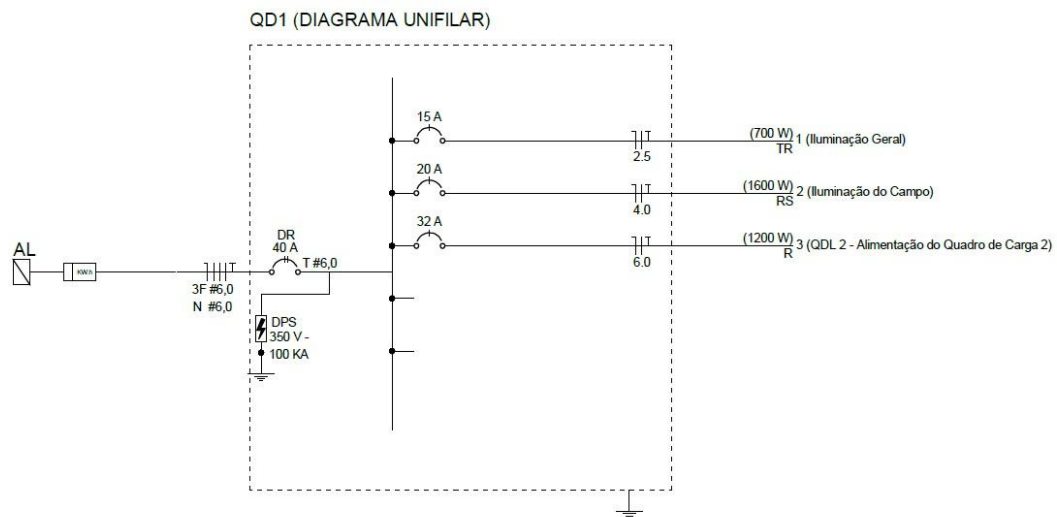 QD1 (DIAGRAMA UNIFILAR)
15 A
2.5
(700 W)
TR
1 (Iluminação Geral)
20 A
4.0
(1600 W)
RS
2 (Iluminação do Campo)
32 A
6.0
(1200 W)
R
3 (QDL 2 - Alimentação do Quadro de Carga 2)
AL
KW.h
3F #6,0
N #6,0
DR
40 A
T #6,0
DPS
350 V -
100 KA